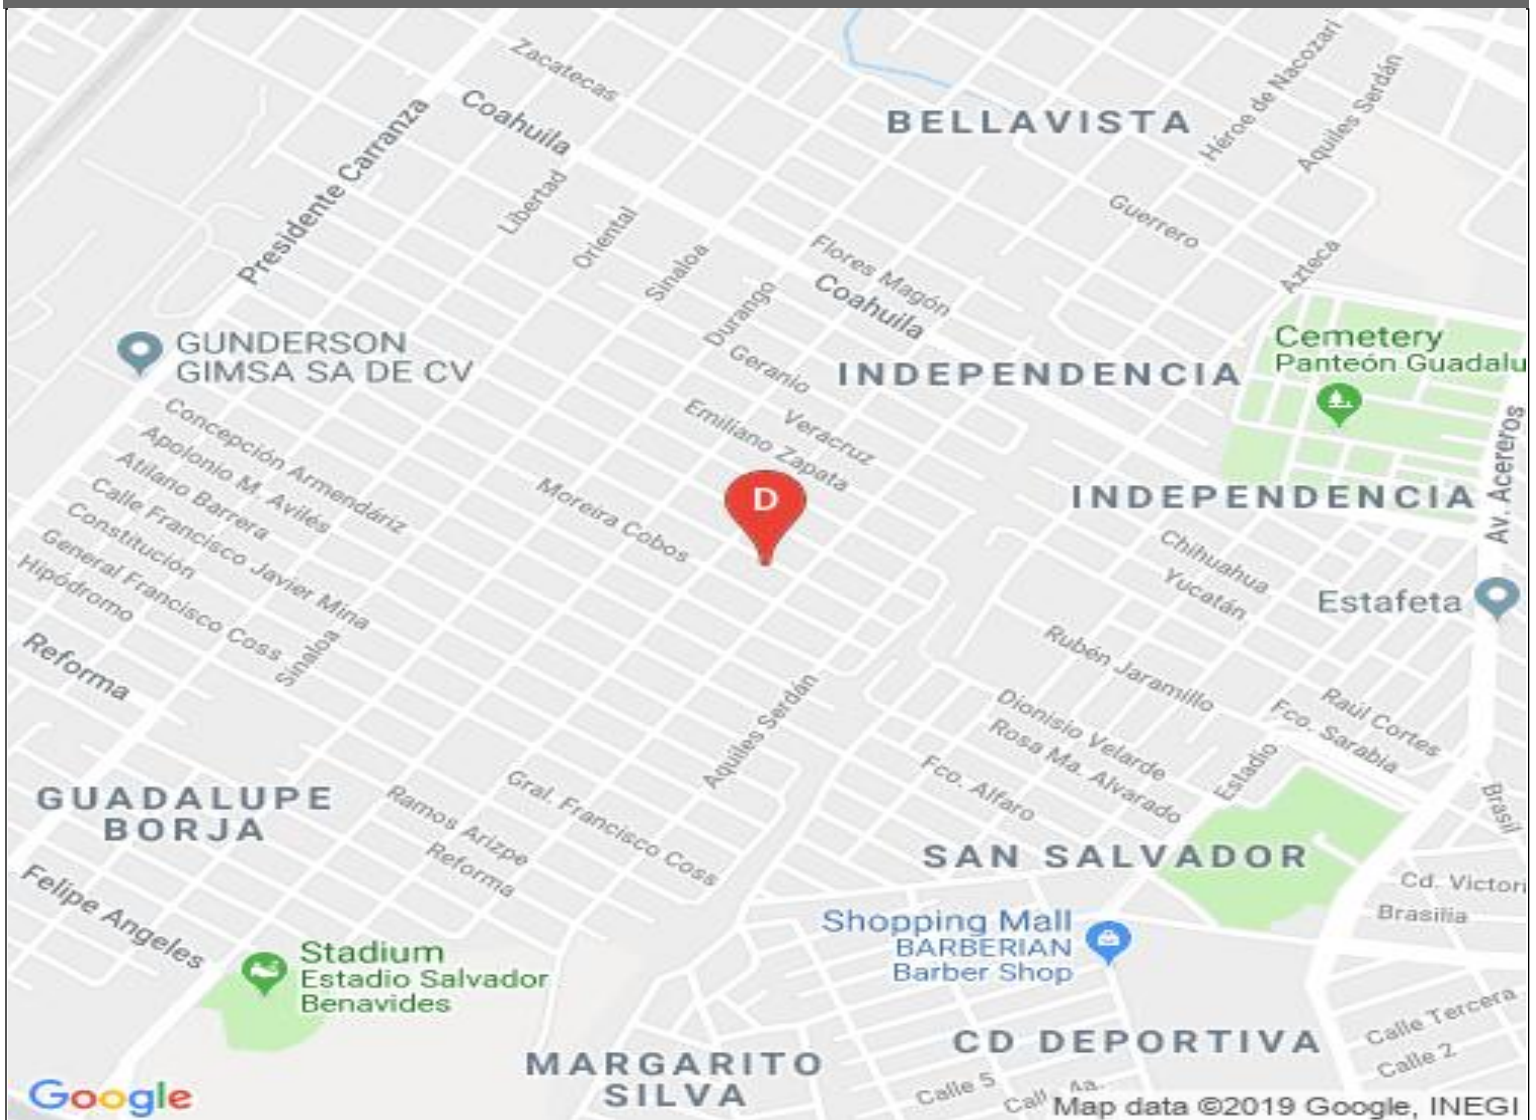 Zacatecas
Coahuila
Presidente Carranza
Libertad
Oriental
Sinaloa
Durango
BELLAVISTA
Héroe de Nacozari
Aquiles Serdán
Guerrero
Azteca
Flores Magón
Coahuila
GUNDERSON
GIMSA SA DE CV
Geranio
Veracruz
Emiliano Zapata
INDEPENDENCIA
Cemetery
Panteón Guadalu
Av. Acereros
INDEPENDENCIA
Concepción Armendáriz
Apolonio M. Avilés
Atilano Barrera
Calle Francisco Javier Mina
Constitución
General Francisco Coss
Hipódromo
Sinaloa
Reforma
Moreira Cobos
D
Chihuahua
Yucatán
Estafeta
Rubén Jaramillo
Raúl Cortes
Fco. Sarabia
Dionisio Velarde
Rosa Ma. Alvarado
Fco. Alfaro
Estadio
Aquiles Serdán
Brasil
GUADALUPE
BORJA
Ramos Arizpe
Reforma
Gral. Francisco Coss
SAN SALVADOR
Cd. Victori
Brasilia
Felipe Angeles
Stadium
Estadio Salvador
Benavides
Shopping Mall
BARBERIAN
Barber Shop
MARGARITO
SILVA
CD DEPORTIVA
Calle Tercera
Calle 2
Calle 5
Call 4a.
Google
Map data ©2019 Google, INEGI